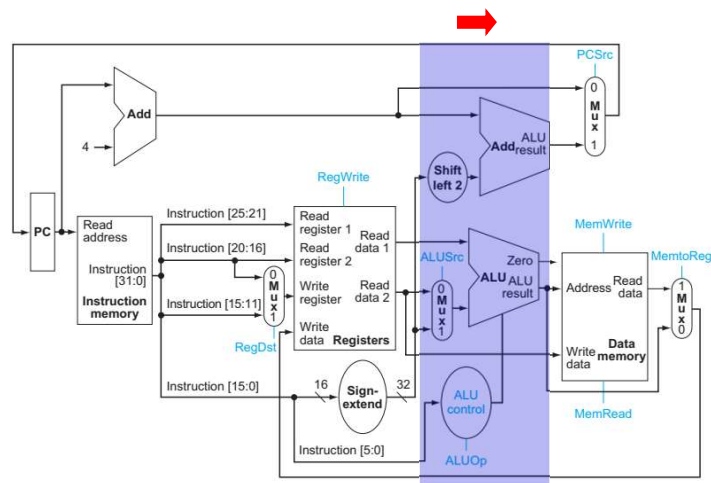 PCSrc
0
M
u
x
1
Add
4
Add
ALU
result
Shift
left 2
RegWrite
PC
Read
address
Instruction
[31:0]
Instruction
memory
Instruction [25:21]
Instruction [20:16]
Instruction [15:11]
0
M
u
x
1
RegDst
Read
register 1
Read
register 2
Write
register
Write
data
Read
data 1
Read
data 2
Registers
ALUSrc
0
M
u
x
1
Zero
ALU
ALU
result
MemWrite
Address
Read
data
Write
data
Data
memory
MemRead
MemtoReg
1
M
u
x
0
Instruction [15:0]
16
Sign-
extend
32
Instruction [5:0]
ALU
control
ALUOp